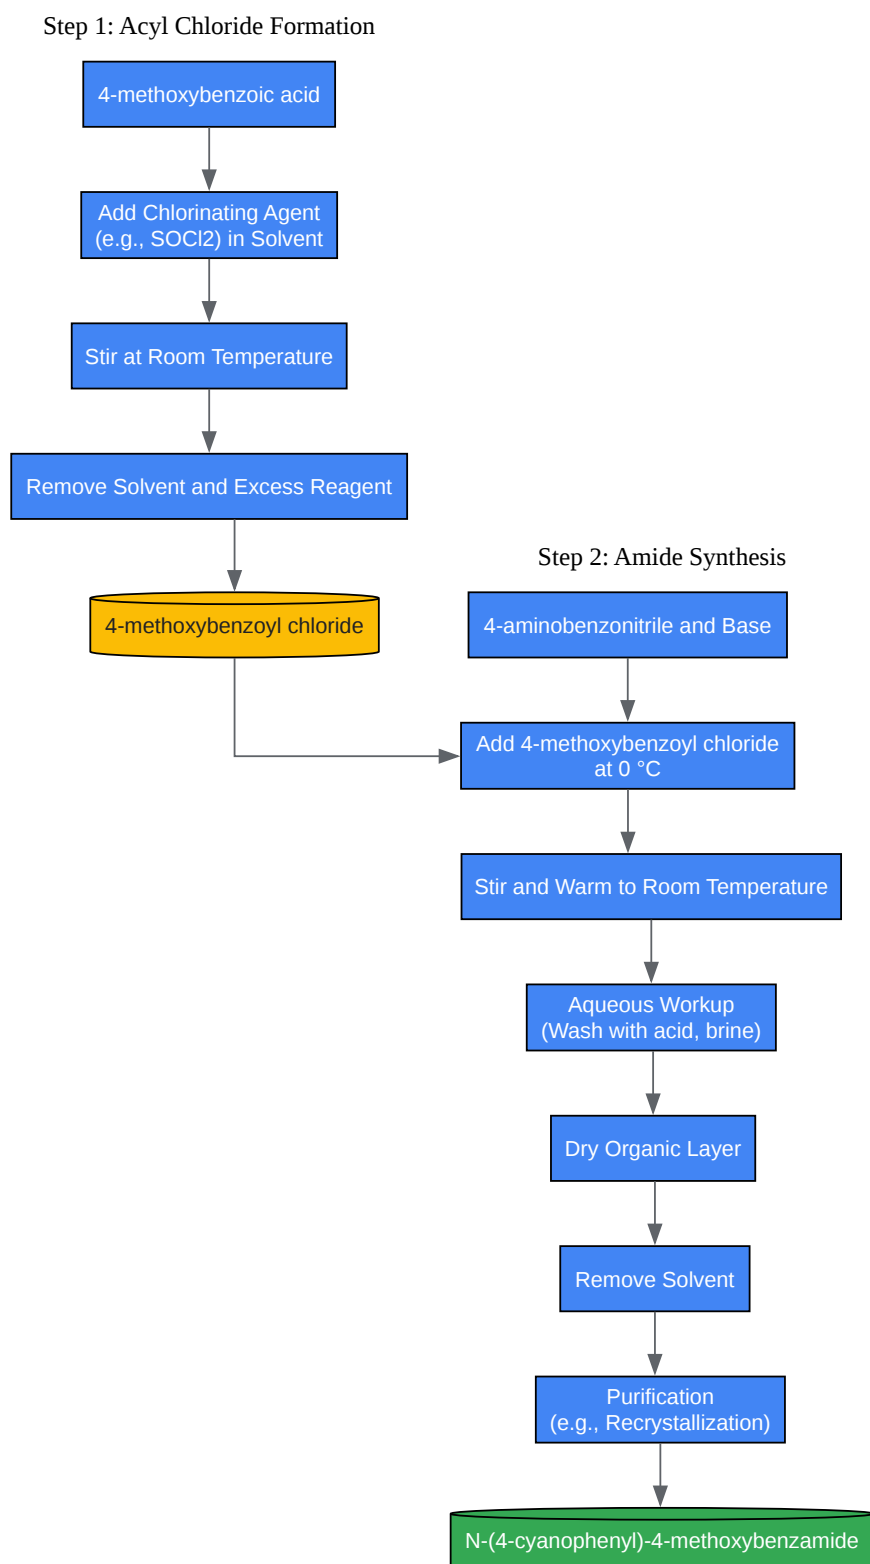 Step 1: Acyl Chloride Formation
4-methoxybenzoic acid
Add Chlorinating Agent
(e.g., SOCl2) in Solvent
Stir at Room Temperature
Remove Solvent and Excess Reagent
4-methoxybenzoyl chloride
Step 2: Amide Synthesis
4-aminobenzonitrile and Base
Add 4-methoxybenzoyl chloride
at 0 °C
Stir and Warm to Room Temperature
Aqueous Workup
(Wash with acid, brine)
Dry Organic Layer
Remove Solvent
Purification
(e.g., Recrystallization)
N-(4-cyanophenyl)-4-methoxybenzamide